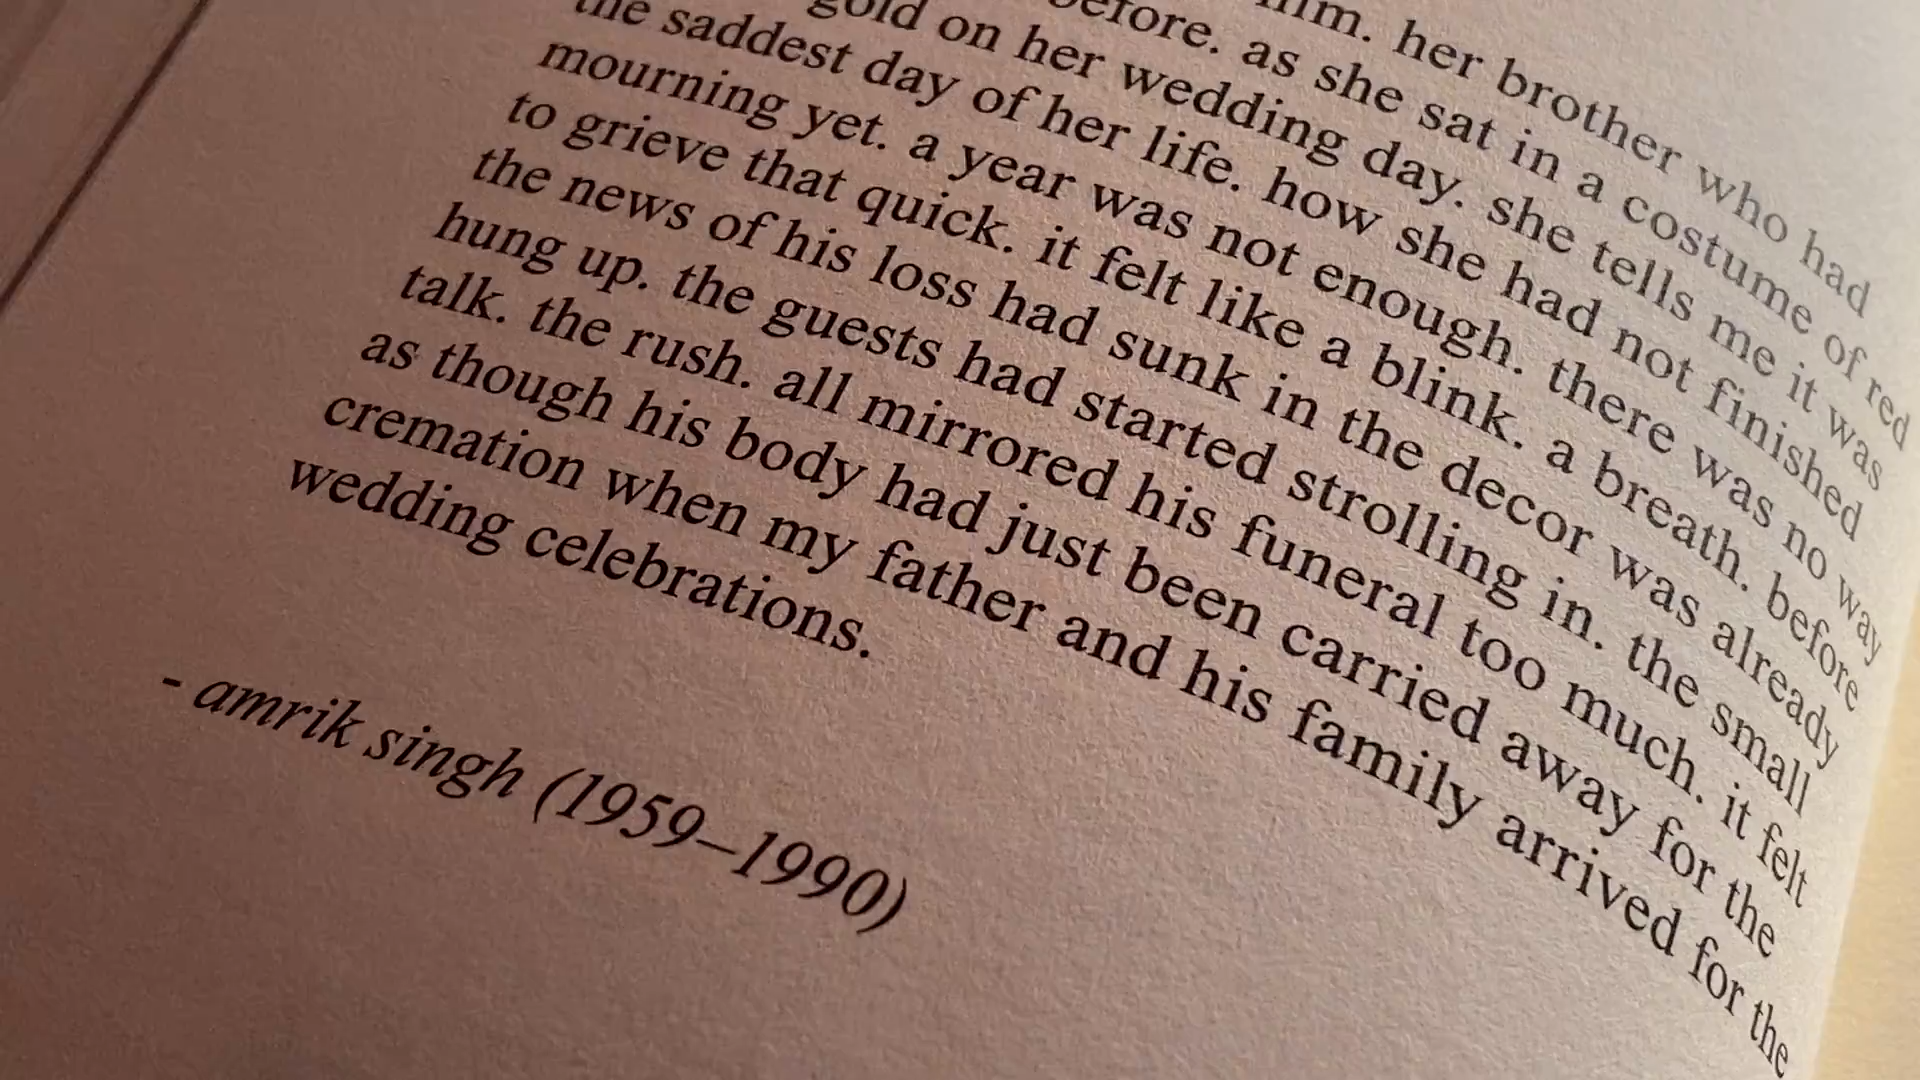 him. her brother who had
before. as she sat in a costume of red
gold on her wedding day. she tells me it was
the saddest day of her life. how she had not finished
mourning yet. a year was not enough. there was no way
to grieve that quick. it felt like a blink. a breath. before
the news of his loss had sunk in the decor was already
hung up. the guests had started strolling in. the small
talk. the rush. all mirrored his funeral too much. it felt
as though his body had just been carried away for the
cremation when my father and his family arrived for the
wedding celebrations.
- amrik singh (1959–1990)